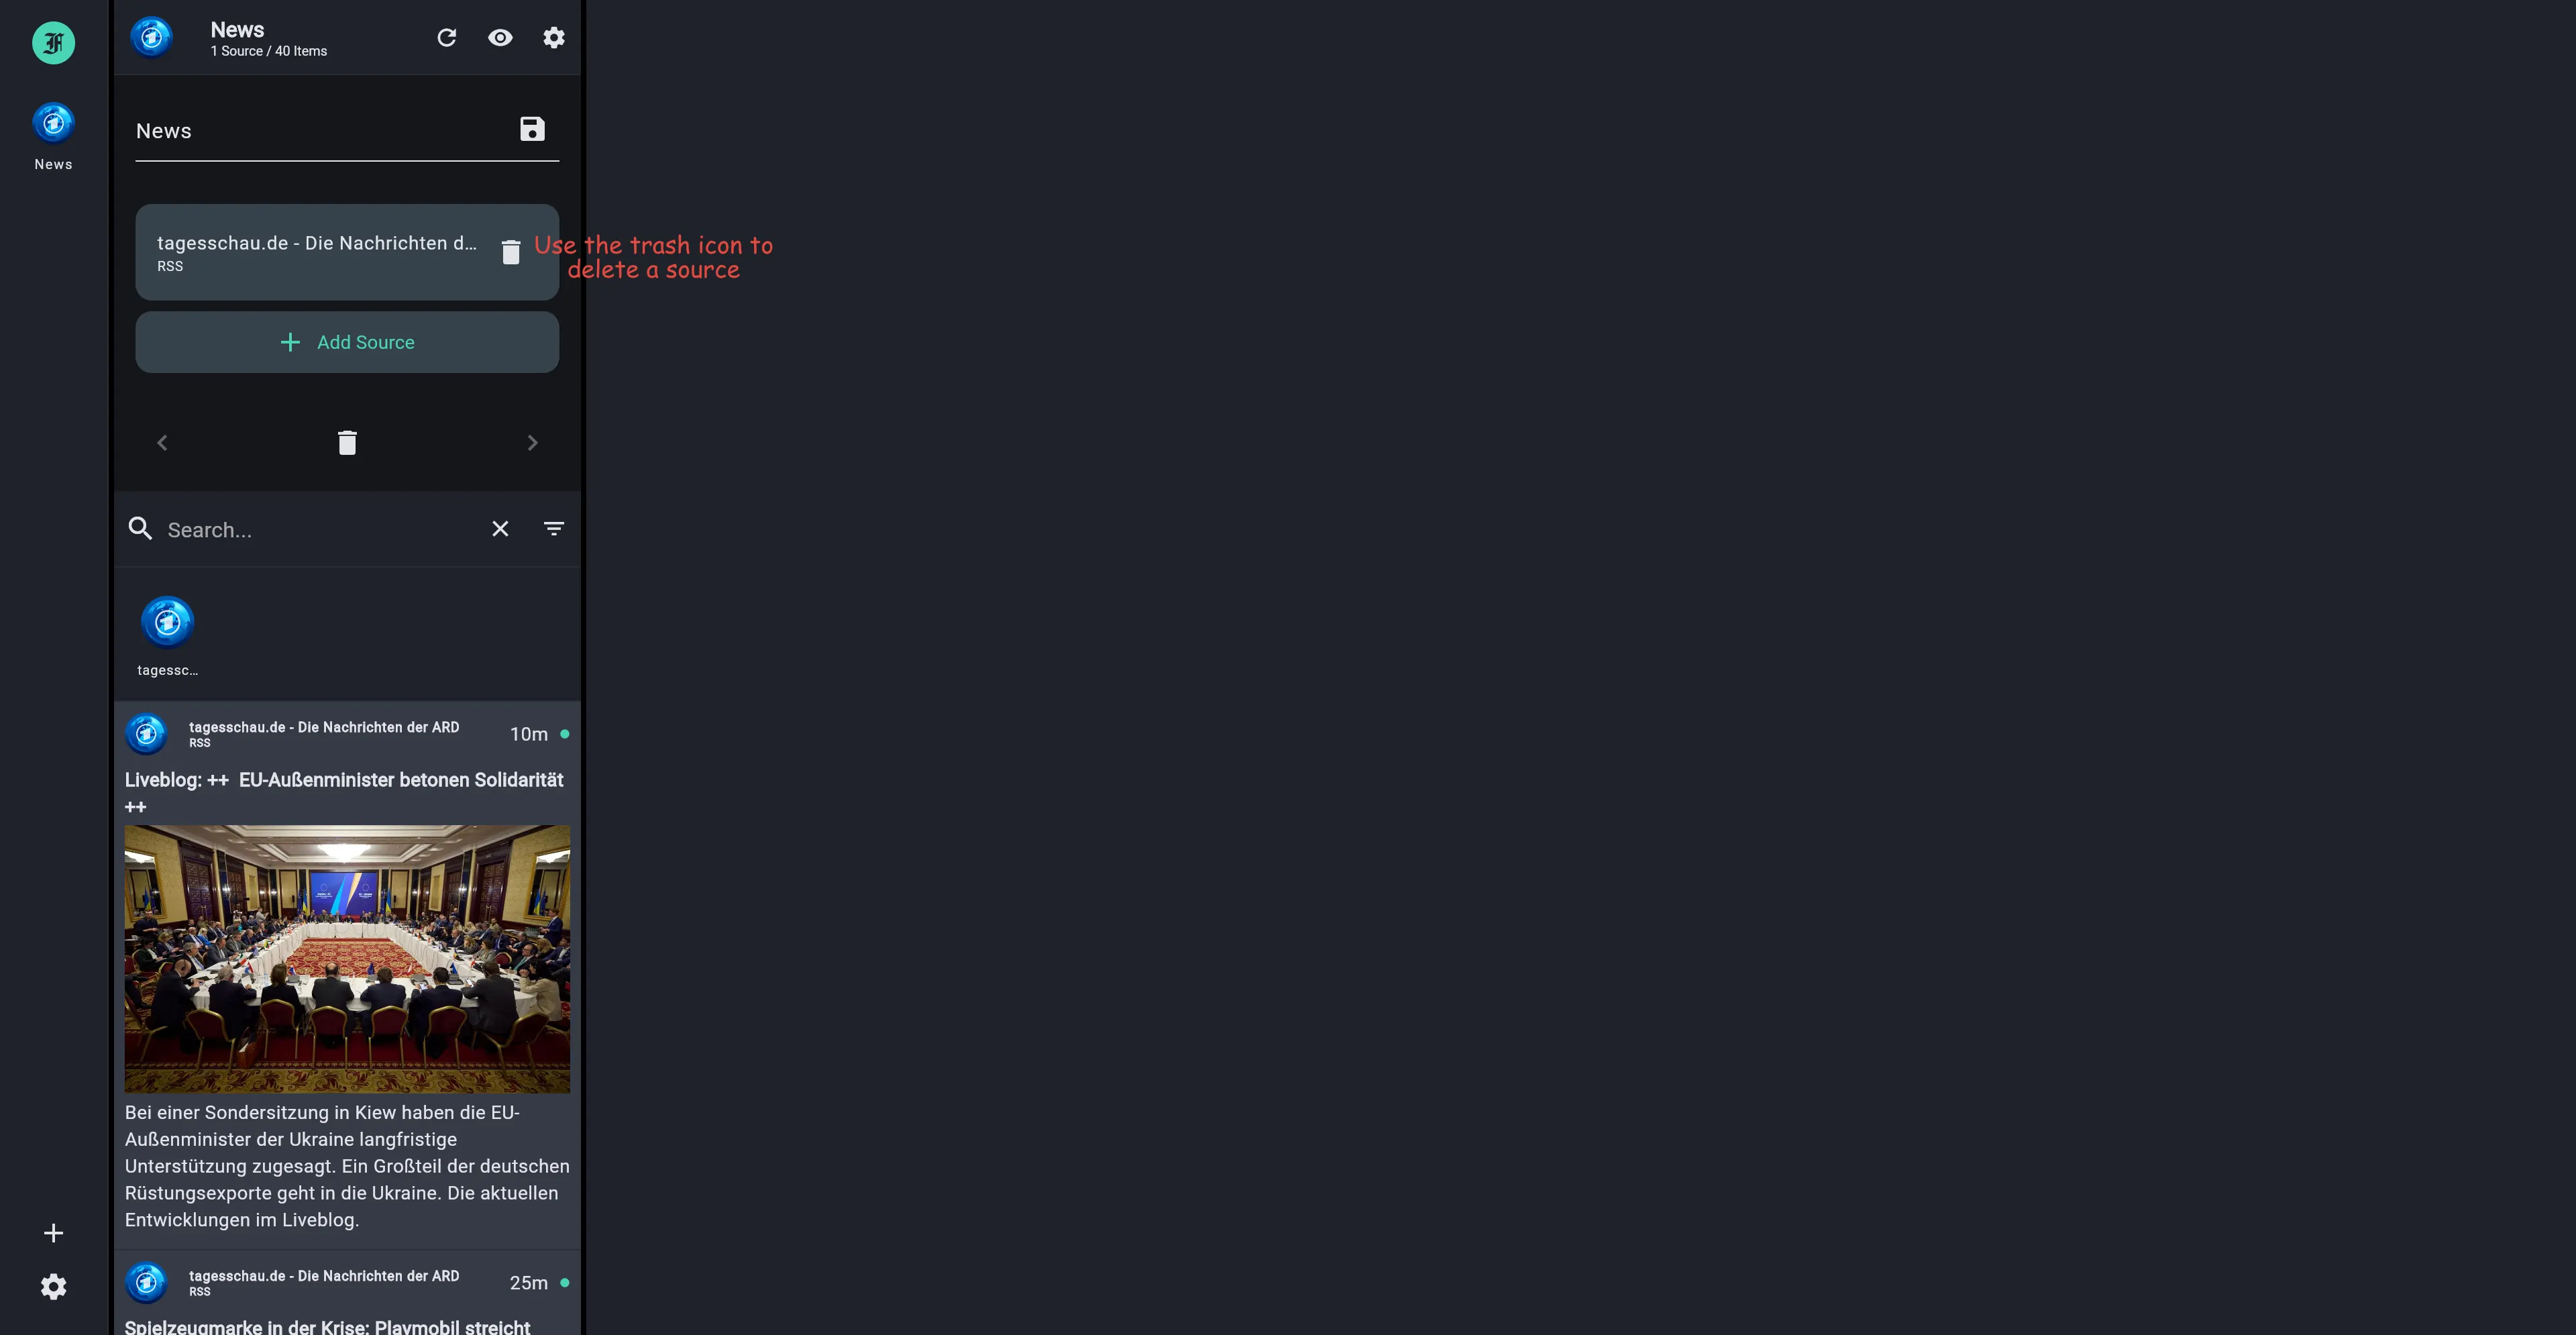 News
News
1 Source / 40 Items
News
tagesschau.de - Die Nachrichten d...
RSS
Use the trash icon to
delete a source
Add Source
Search...
tagessc...
tagesschau.de - Die Nachrichten der ARD
RSS
10m
Liveblog: ++ EU-Außenminister betonen Solidarität
++
Bei einer Sondersitzung in Kiew haben die EU-
Außenminister der Ukraine langfristige
Unterstützung zugesagt. Ein Großteil der deutschen
Rüstungsexporte geht in die Ukraine. Die aktuellen
Entwicklungen im Liveblog.
tagesschau.de - Die Nachrichten der ARD
RSS
25m
Spielzeugmarke in der Krise: Playmobil streicht